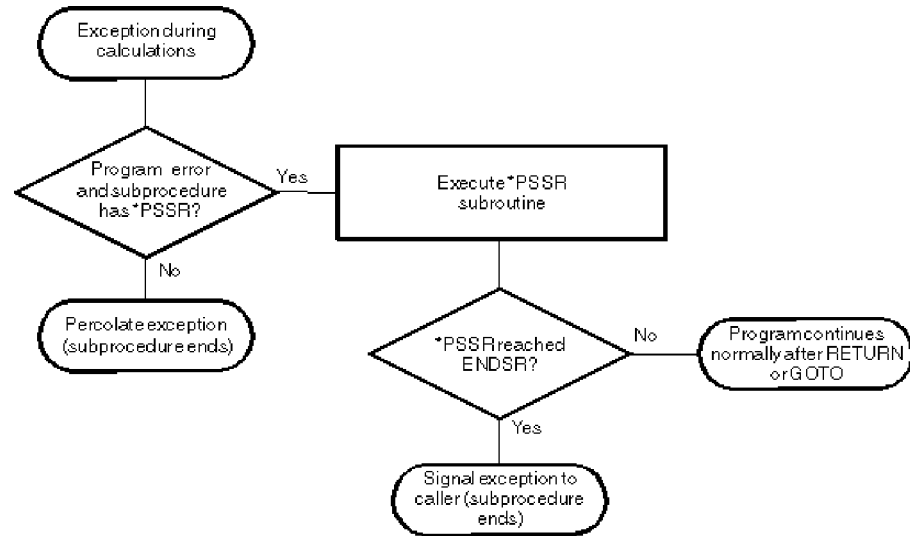 Exception during
calculations
Program error
and subprocedure
has *PSSR?
Yes
Execute *PSSR
subroutine
No
Percolate exception
(subprocedure ends)
*PSSR reached
ENDSR?
No
Program continues
normally after RETURN
or GOTO
Yes
Signal exception to
caller (subprocedure
ends)